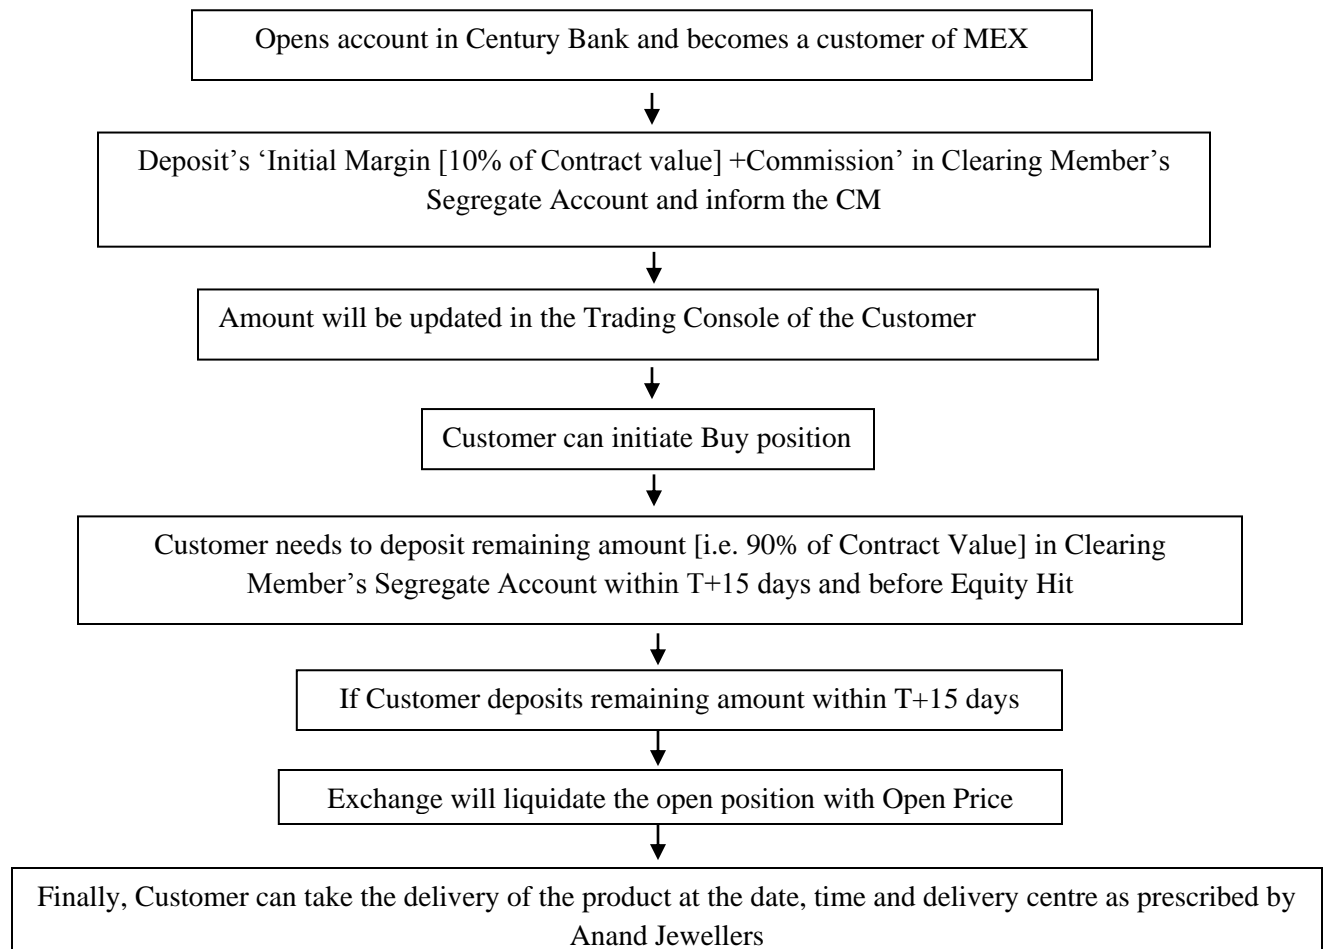 Opens account in Century Bank and becomes a customer of MEX
Deposit's ‘Initial Margin [10% of Contract value] +Commission’ in Clearing Member’s
Segregate Account and inform the CM
Amount will be updated in the Trading Console of the Customer
Customer can initiate Buy position
Customer needs to deposit remaining amount [i.e. 90% of Contract Value] in Clearing
Member’s Segregate Account within T+15 days and before Equity Hit
If Customer deposits remaining amount within T+15 days
Exchange will liquidate the open position with Open Price
Finally, Customer can take the delivery of the product at the date, time and delivery centre as prescribed by
Anand Jewellers